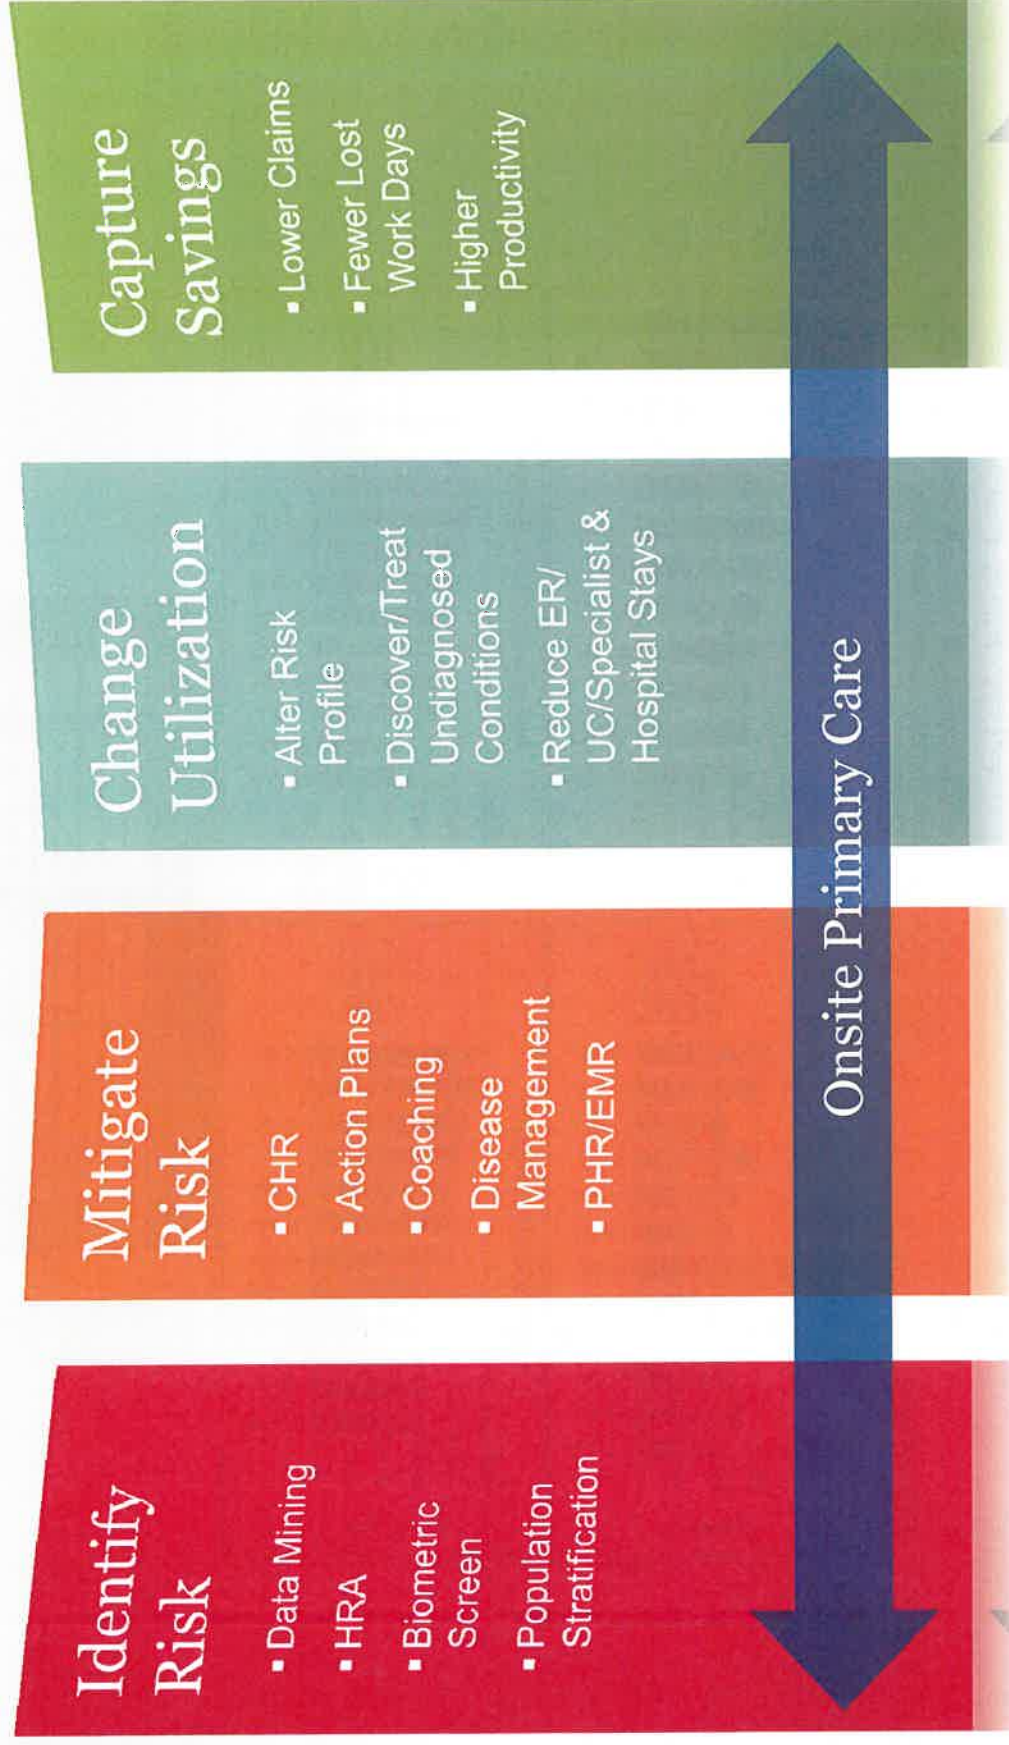 Identify
Risk
▪ Data Mining
▪ HRA
▪ Biometric
Screen
▪ Population
Stratification
Mitigate
Risk
▪ CHR
▪ Action Plans
▪ Coaching
▪ Disease
Management
▪ PHR/EMR
Change
Utilization
▪ Alter Risk
Profile
▪ Discover/Treat
Undiagnosed
Conditions
▪ Reduce ER/
UC/Specialist &
Hospital Stays
Capture
Savings
▪ Lower Claims
▪ Fewer Lost
Work Days
▪ Higher
Productivity
Onsite Primary Care